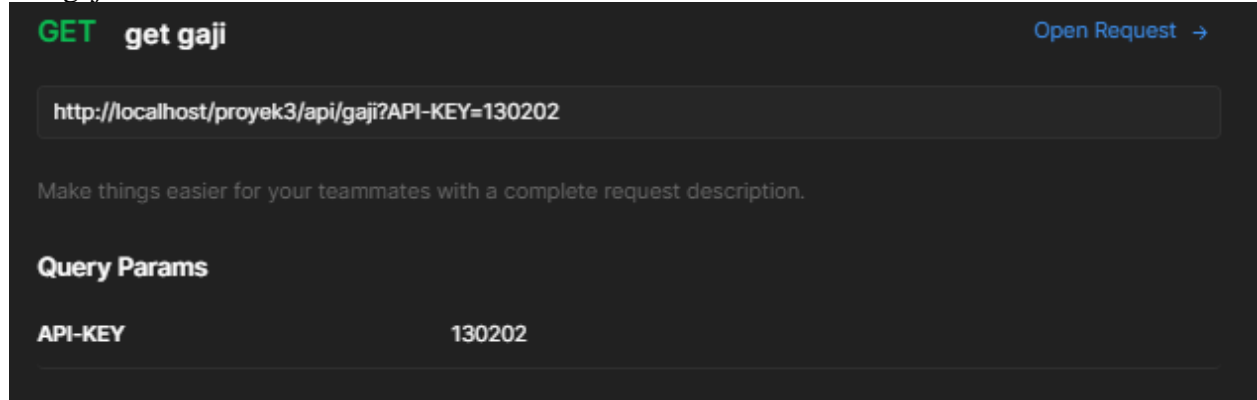 GET get gaji
Open Request →
http://localhost/proyek3/api/gaji?API-KEY=130202
Make things easier for your teammates with a complete request description.
Query Params
API-KEY 130202